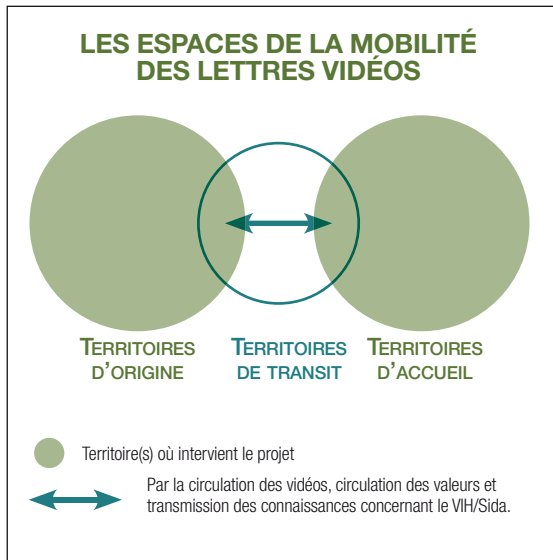 LES ESPACES DE LA MOBILITÉ
DES LETTRES VIDÉOS
TERRITOIRES
D'ORIGINE
TERRITOIRES
DE TRANSIT
TERRITOIRES
D'ACCUEIL
Territoire(s) où intervient le projet
Par la circulation des vidéos, circulation des valeurs et
transmission des connaissances concernant le VIH/Sida.